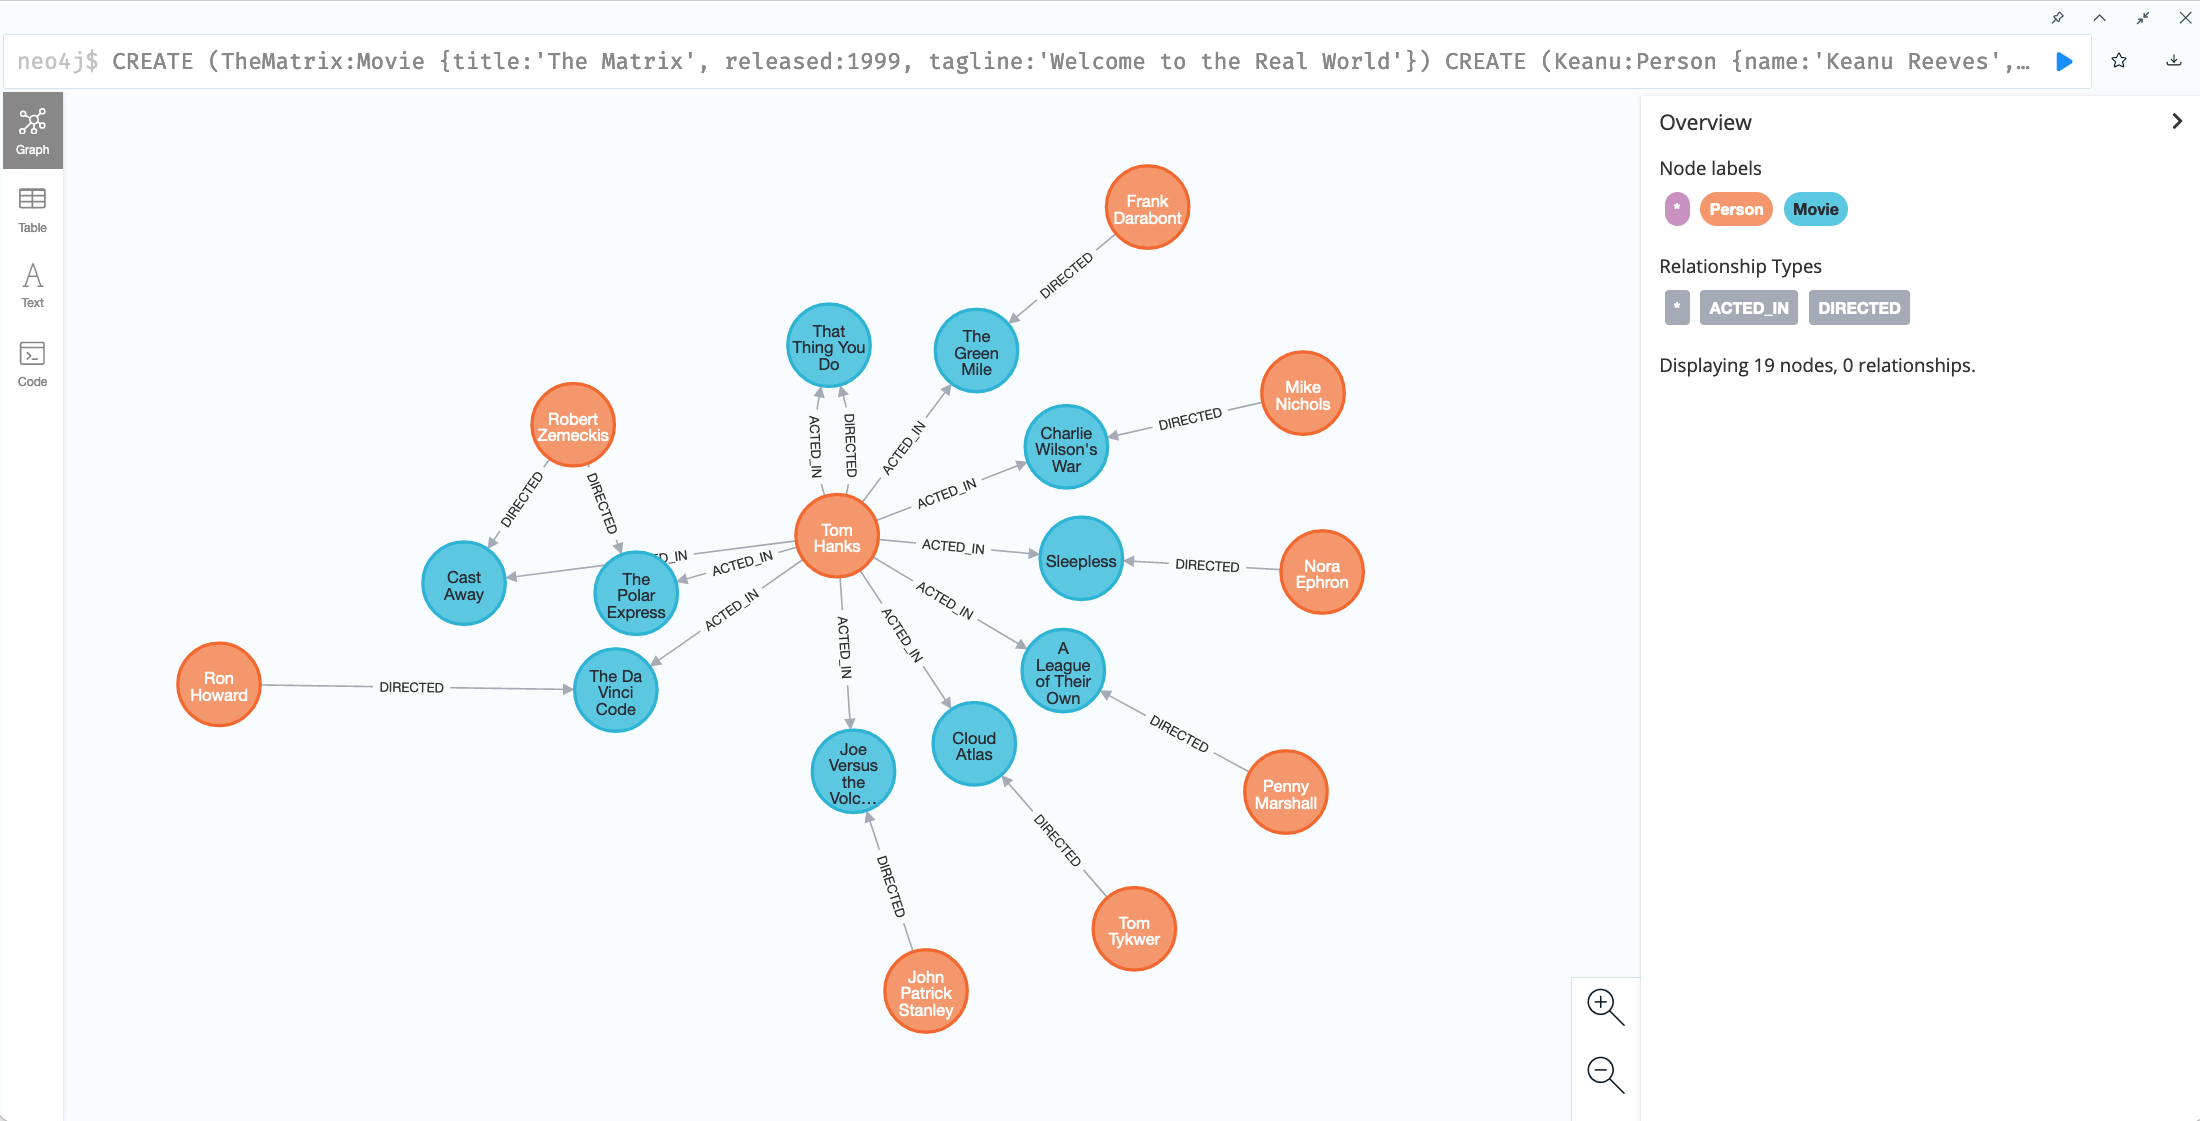 neo4j$ CREATE (TheMatrix:Movie {title:'The Matrix', released:1999, tagline:'Welcome to the Real World'}) CREATE (Keanu:Person {name:'Keanu Reeves',…
Graph
Table
Text
Code
Frank
Darabont
DIRECTED
That
Thing You
Do
The
Green
Mile
Mike
Nichols
DIRECTED
Charlie
Wilson's
War
Robert
Zemeckis
ACTED_IN
DIRECTED
ACTED_IN
ACTED_IN
DIRECTED
DIRECTED
Tom
Hanks
ACTED_IN
Sleepless
DIRECTED
Nora
Ephron
D_IN
ACTED_IN
Cast
Away
The
Polar
Express
ACTED_IN
ACTED_IN
ACTED_IN
ACTED_IN
A
League
of Their
Own
Ron
Howard
DIRECTED
The Da
Vinci
Code
Joe
Versus
the
Volc...
Cloud
Atlas
DIRECTED
Penny
Marshall
DIRECTED
DIRECTED
Tom
Tykwer
John
Patrick
Stanley
Overview
Node labels
* Person Movie
Relationship Types
* ACTED_IN DIRECTED
Displaying 19 nodes, 0 relationships.